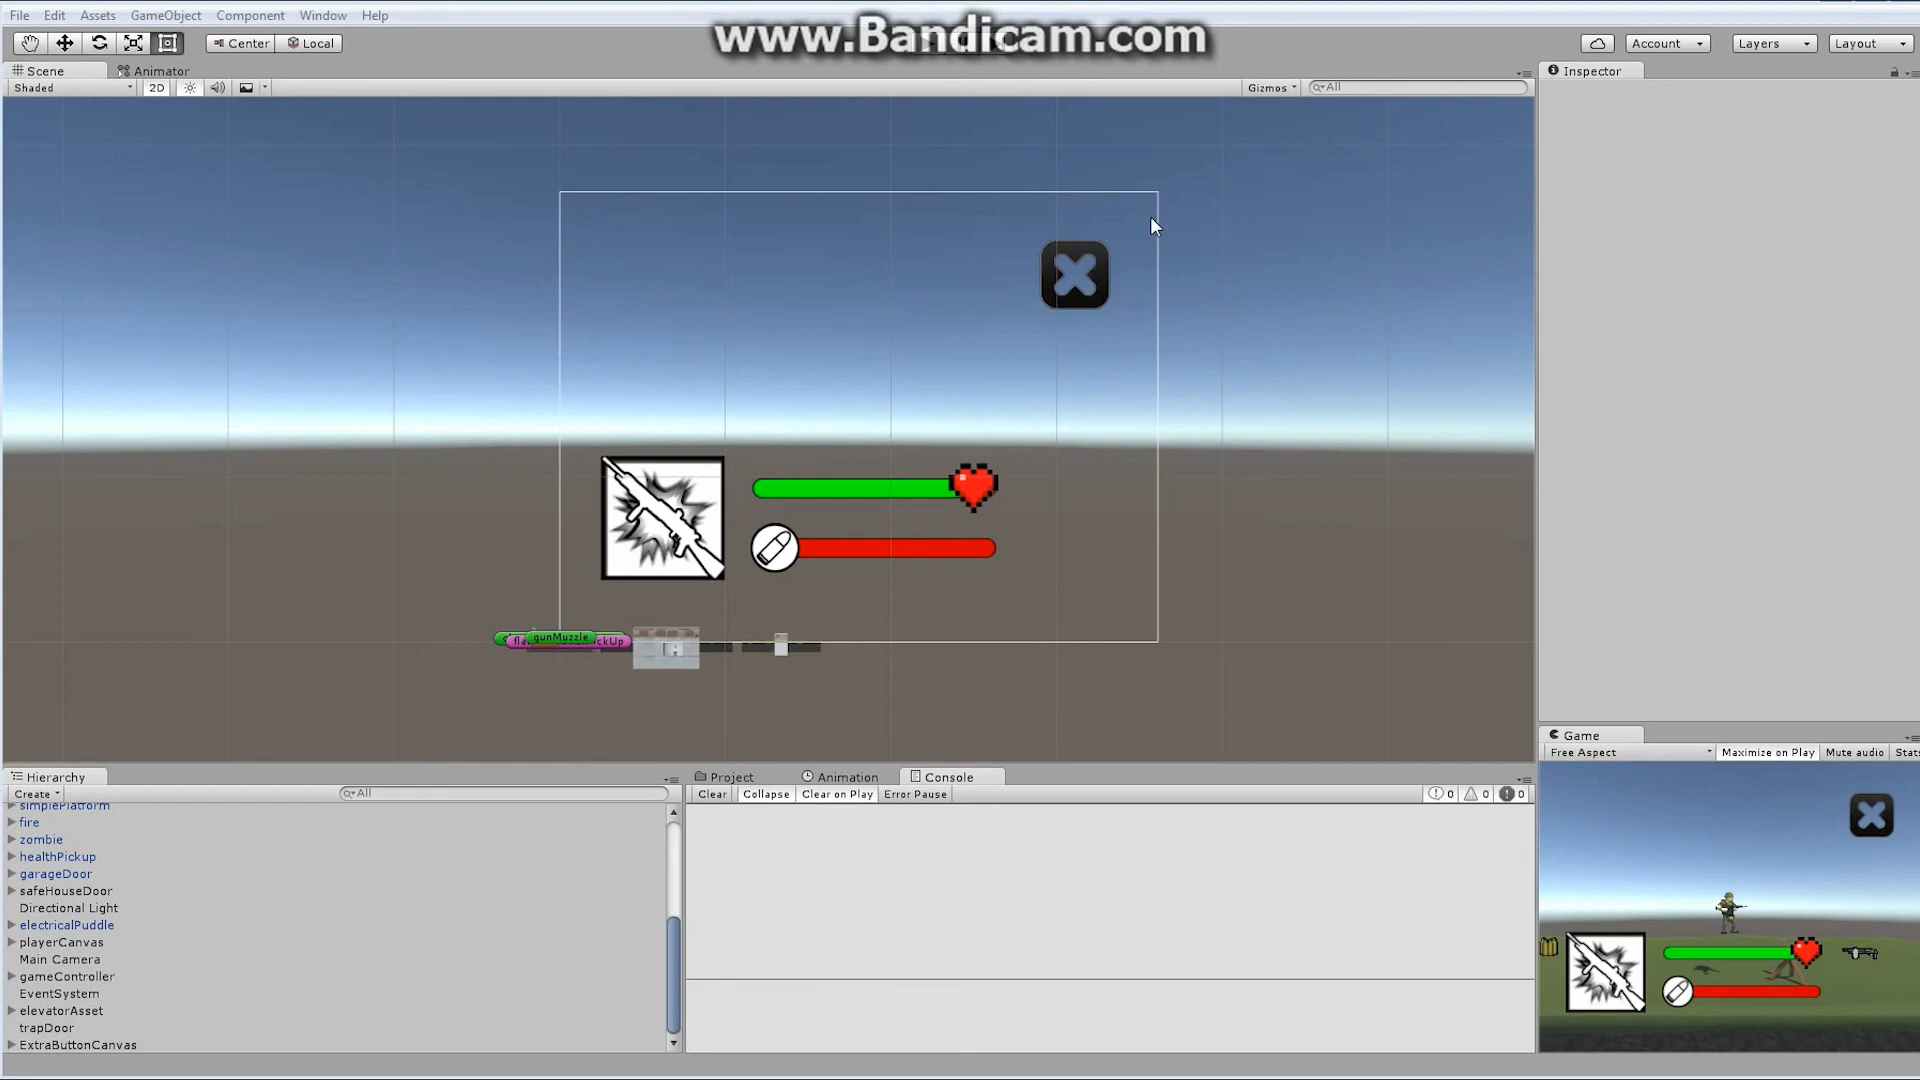 File Edit Assets GameObject Component Window Help
www.Bandicam.com
Center Local Account Layers Layout
Scene Animator Inspector
Shaded 2D Gizmos All
gunMuzzle
Game
Free Aspect Maximize on Play Mute audio Stats
Hierarchy Project Animation Console
Create All Clear Collapse Clear on Play Error Pause 0 0 0
simplePlatform
fire
zombie
healthPickup
garageDoor
safeHouseDoor
Directional Light
electricalPuddle
playerCanvas
Main Camera
gameController
EventSystem
elevatorAsset
trapDoor
ExtraButtonCanvas